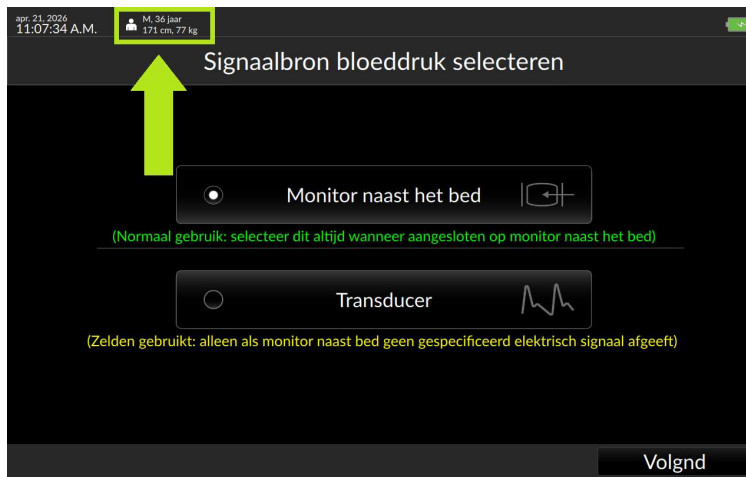 apr. 21, 2026
11:07:34 A.M.
M, 36 jaar
171 cm, 77 kg
Signaalbron bloeddruk selecteren
Monitor naast het bed
(Normaal gebruik: selecteer dit altijd wanneer aangesloten op monitor naast het bed)
Transducer
(Zelden gebruikt: alleen als monitor naast bed geen gespecificeerd elektrisch signaal afgeeft)
Volgnd